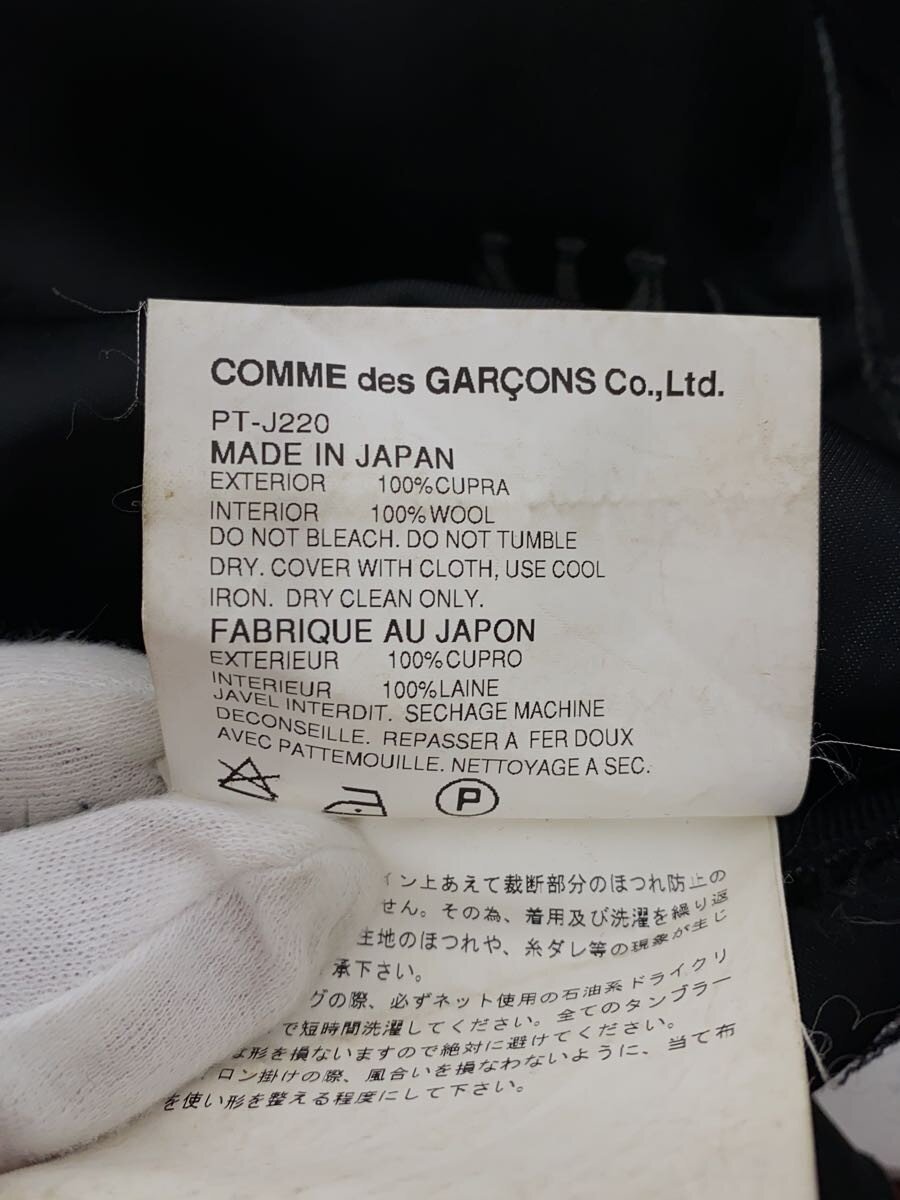 COMME des GARÇONS Co.,Ltd.
PT-J220
MADE IN JAPAN
EXTERIOR 100%CUPRA
INTERIOR 100%WOOL
DO NOT BLEACH. DO NOT TUMBLE
DRY. COVER WITH CLOTH, USE COOL
IRON. DRY CLEAN ONLY.
FABRIQUE AU JAPON
EXTERIEUR 100%CUPRO
INTERIEUR 100%LAINE
JAVEL INTERDIT. SECHAGE MACHINE
DECONSEILLE. REPASSER A FER DOUX
AVEC PATTEMOUILLE. NETTOYAGE A SEC.
P
イン上あえて裁断部分のほつれ防止の
せん。その為、着用及び洗濯を繰り返
生地のほつれや、糸ダレ等の現象が生じ
承下さい。
グの際、必ずネット使用の石油系ドライクリ
で短時間洗濯してください。全てのタンブラー
な形を損ないますので絶対に避けてください。
ロン掛けの際、風合いを損なわないように、当て布
を使い形を整える程度にして下さい。